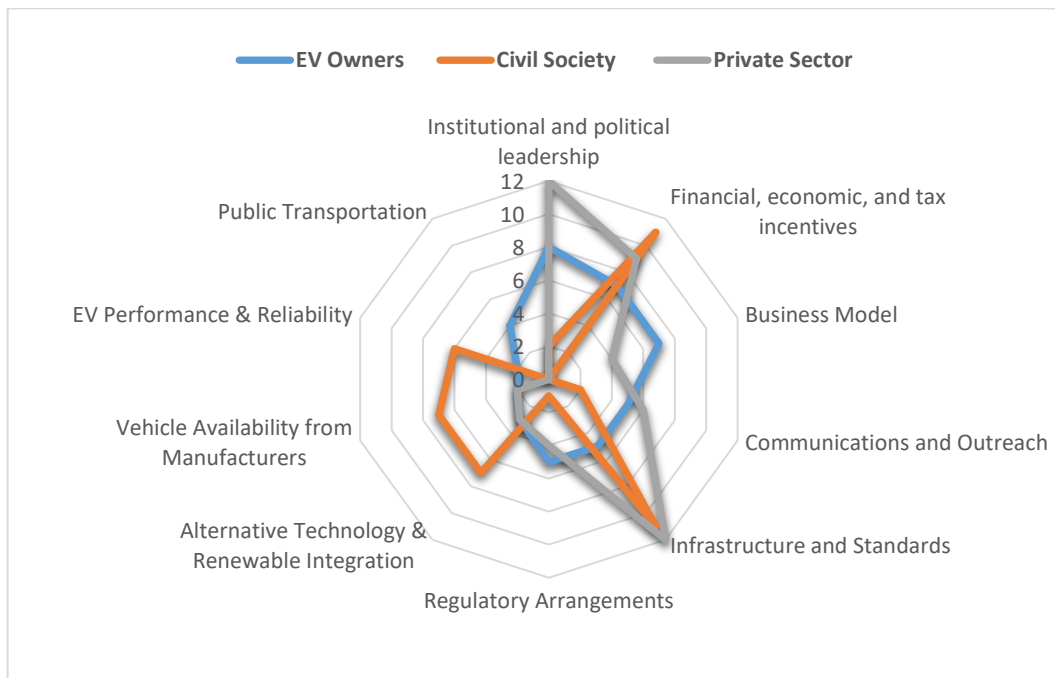 EV Owners Civil Society Private Sector
Institutional and political
leadership
Financial, economic, and tax
incentives
Business Model
Communications and Outreach
Infrastructure and Standards
Regulatory Arrangements
Alternative Technology &
Renewable Integration
Vehicle Availability from
Manufacturers
EV Performance & Reliability
Public Transportation
12
10
8
6
4
2
0